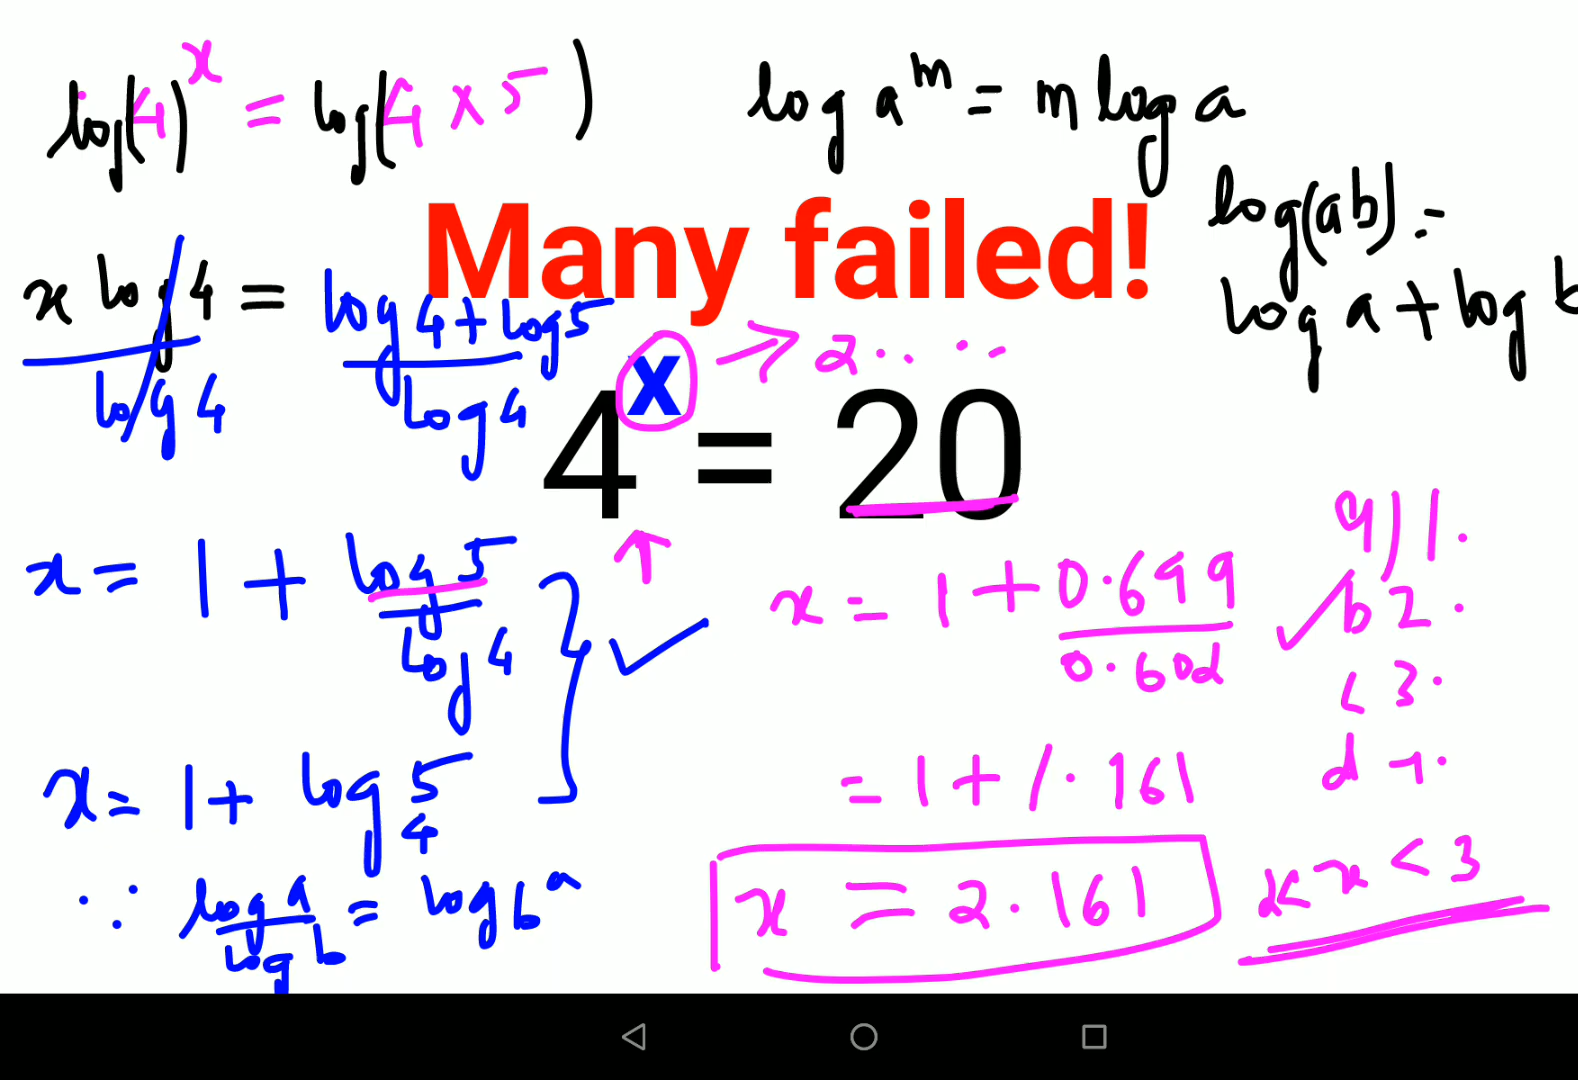 log(4)^x = log(4 × 5)
log a^m = m log a
log(ab) =
log a + log b
Many failed!
x log 4 = log 4 + log 5
log 4 log 4
→ 2.....
4^x = 20
x = 1 + log 5
log 4
x = 1 + log_4 5
∵ log a = log_b a
log b
x = 1 + 0.699
0.602
= 1 + 1.161
x = 2.161
a) 1.
✓ b 2.
c 3.
d 4.
2 < x < 3